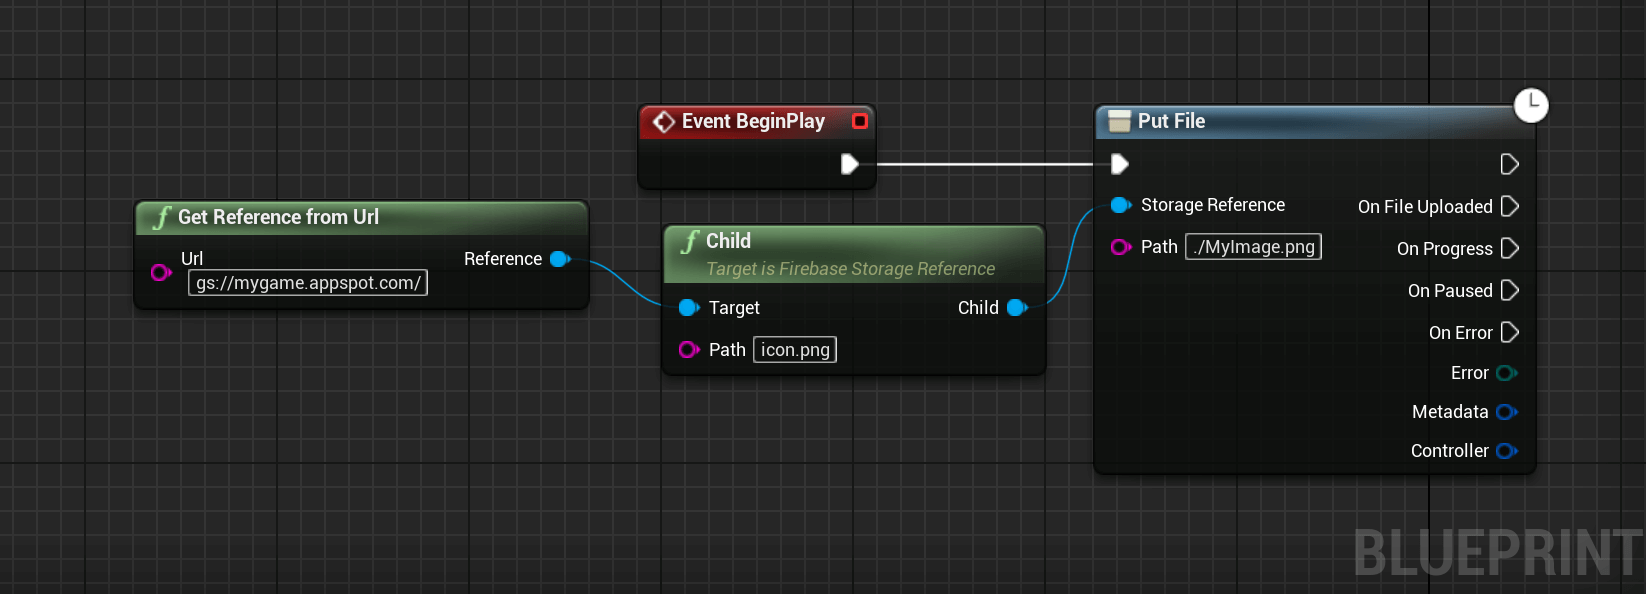 Event BeginPlay
Put File
Storage Reference
On File Uploaded
Path ./MyImage.png
On Progress
On Paused
On Error
Error
Metadata
Controller
Get Reference from Url
Url
Reference
gs://mygame.appspot.com/
Child
Target is Firebase Storage Reference
Target
Child
Path icon.png
BLUEPRINT